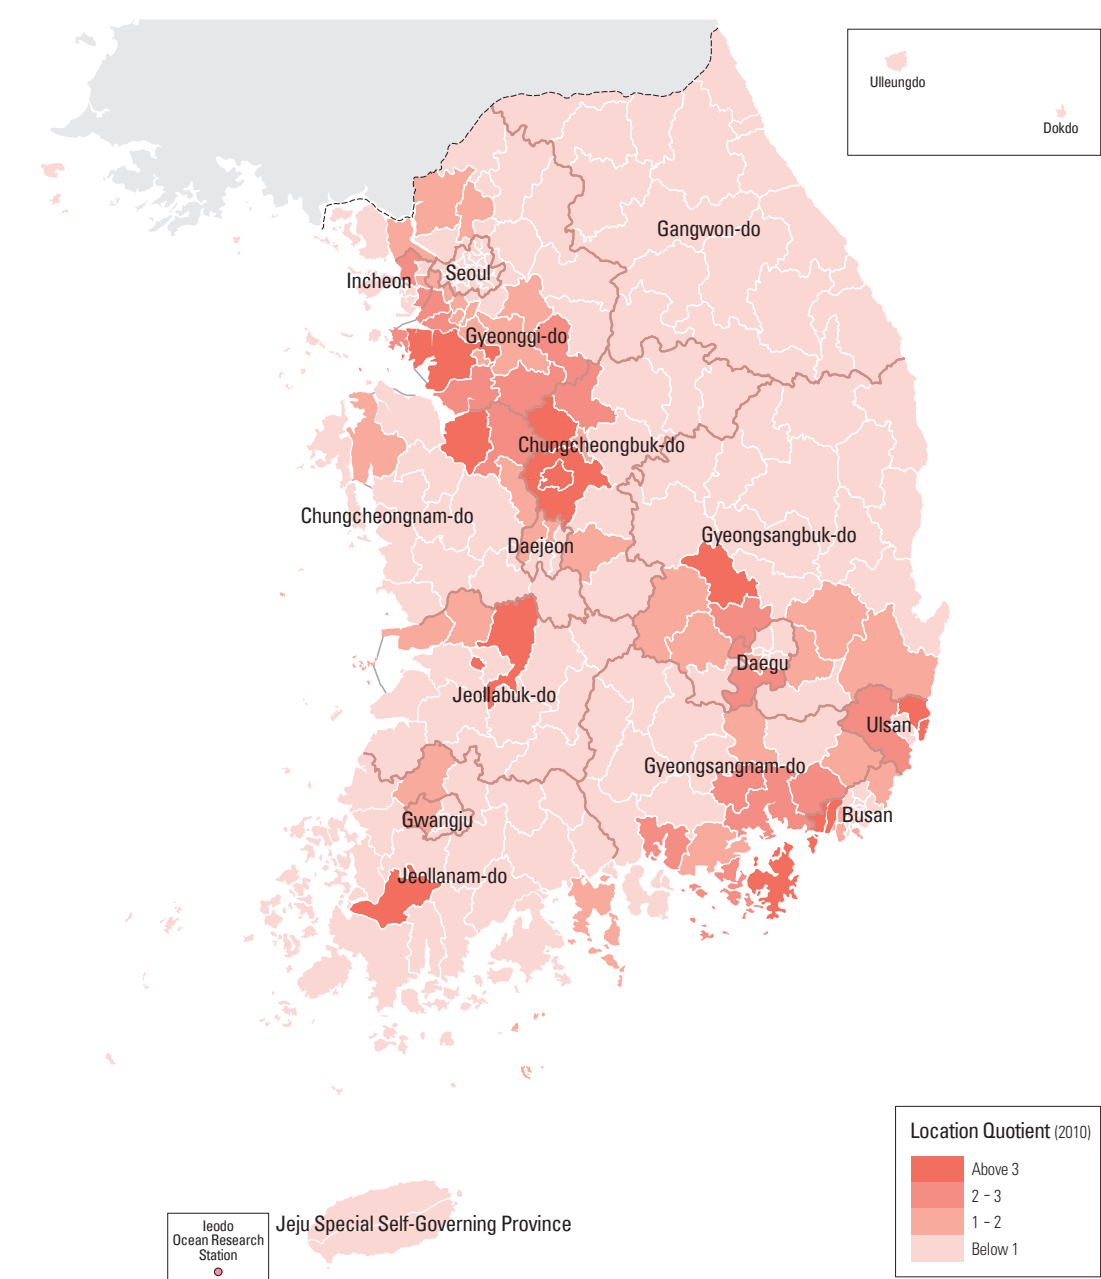 Ulleungdo
Dokdo
Gangwon-do
Incheon
Seoul
Gyeonggi-do
Chungcheongbuk-do
Chungcheongnam-do
Daejeon
Gyeongsangbuk-do
Daegu
Jeollabuk-do
Ulsan
Gyeongsangnam-do
Busan
Gwangju
Jeollanam-do
Location Quotient (2010)
Above 3
2 - 3
1 - 2
Below 1
Jeju Special Self-Governing Province
Ieodo
Ocean Research
Station